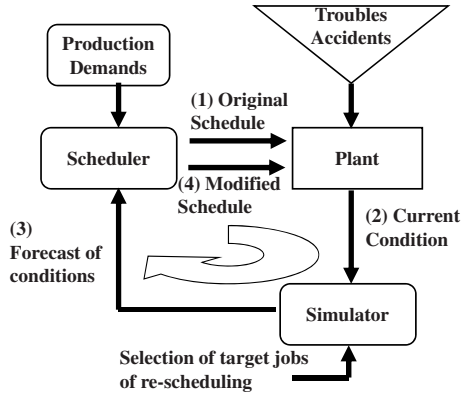 Troubles
Accidents
Production
Demands
(1) Original
Schedule
Scheduler
Plant
(4) Modified
Schedule
(3)
Forecast of
conditions
(2) Current
Condition
Simulator
Selection of target jobs
of re-scheduling